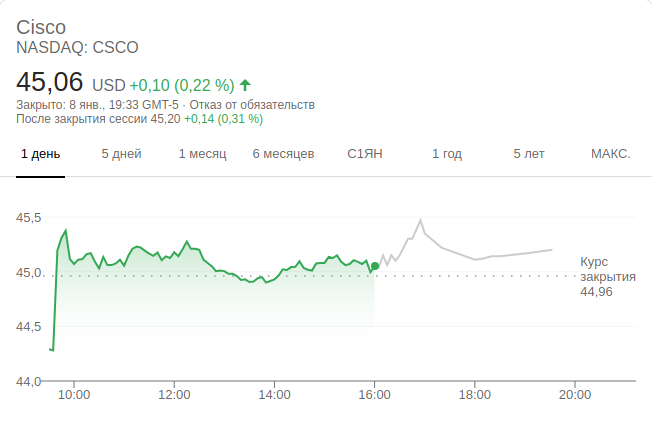 Cisco
NASDAQ: CSCO
45,06 USD +0,10 (0,22 %)
Закрыто: 8 янв., 19:33 GMT-5 · Отказ от обязательств
После закрытия сессии 45,20 +0,14 (0,31 %)
1 день 5 дней 1 месяц 6 месяцев С1ЯН 1 год 5 лет МАКС.
45,5
45,0
44,5
44,0
Курс
закрытия
44,96
10:00 12:00 14:00 16:00 18:00 20:00